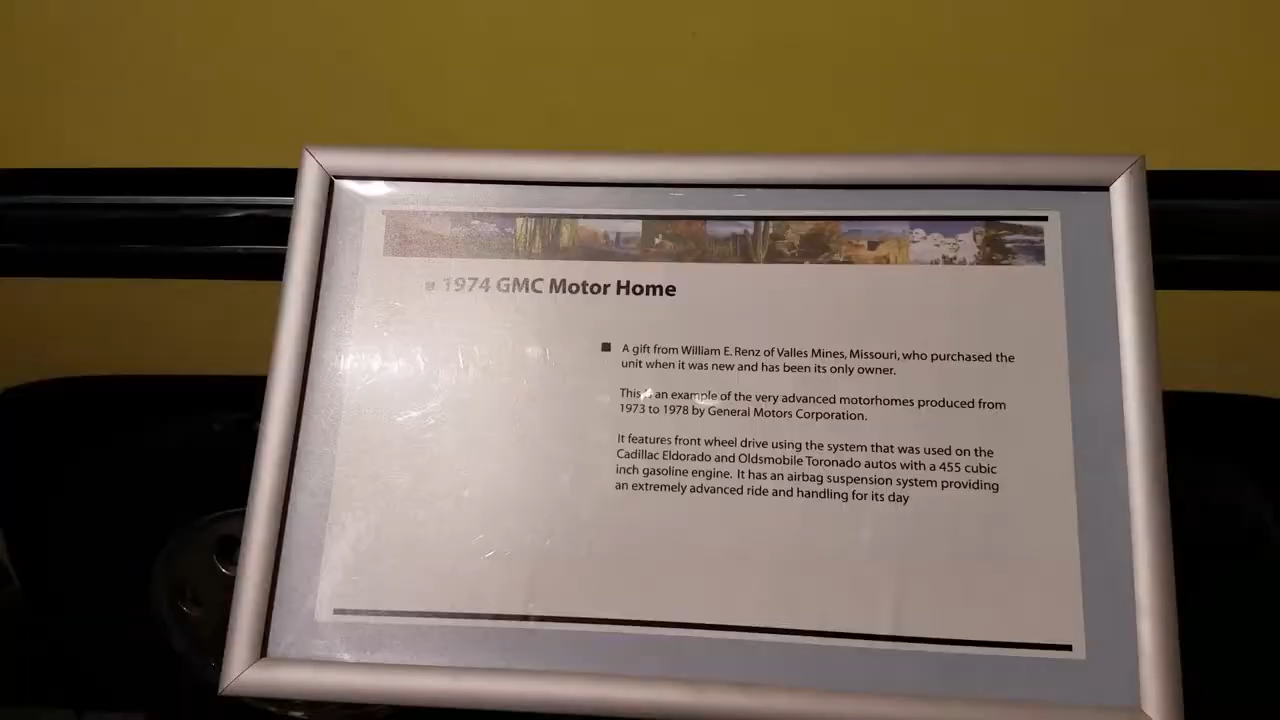 1974 GMC Motor Home
A gift from William E. Renz of Valles Mines, Missouri, who purchased the
unit when it was new and has been its only owner.
This is an example of the very advanced motorhomes produced from
1973 to 1978 by General Motors Corporation.
It features front wheel drive using the system that was used on the
Cadillac Eldorado and Oldsmobile Toronado autos with a 455 cubic
inch gasoline engine. It has an airbag suspension system providing
an extremely advanced ride and handling for its day